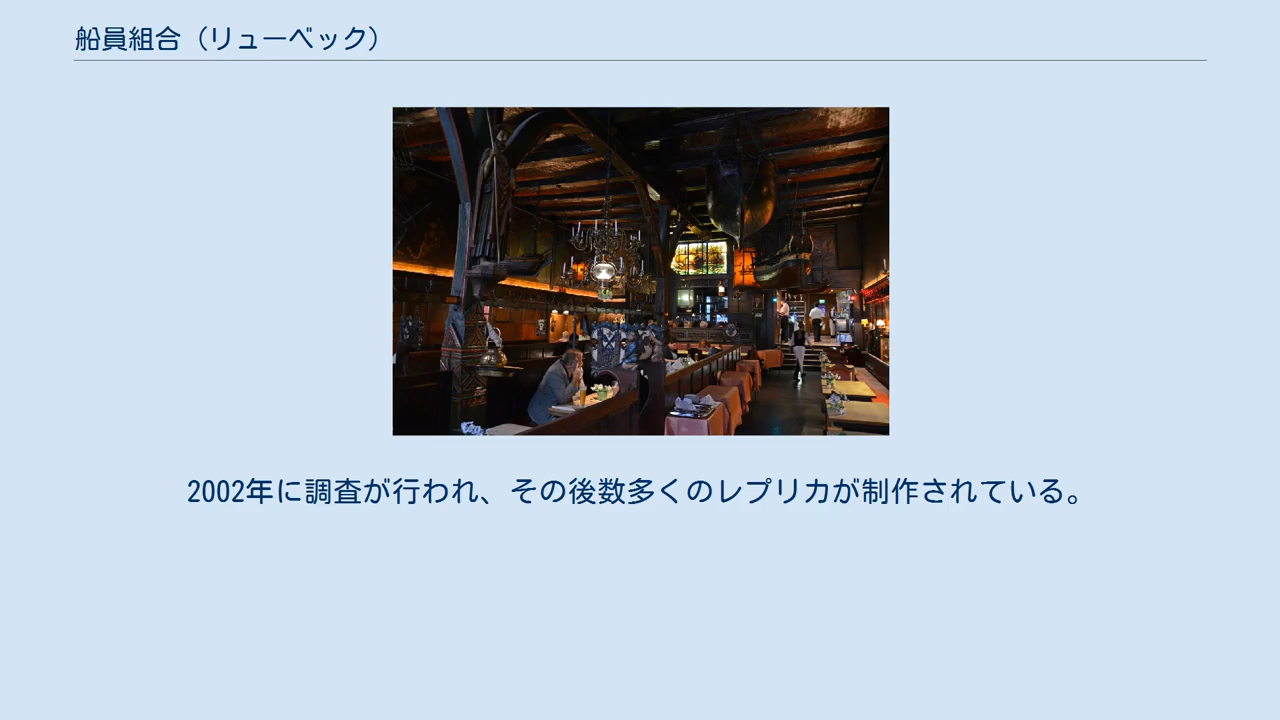 船員組合（リューベック）
2002年に調査が行われ、その後数多くのレプリカが制作されている。